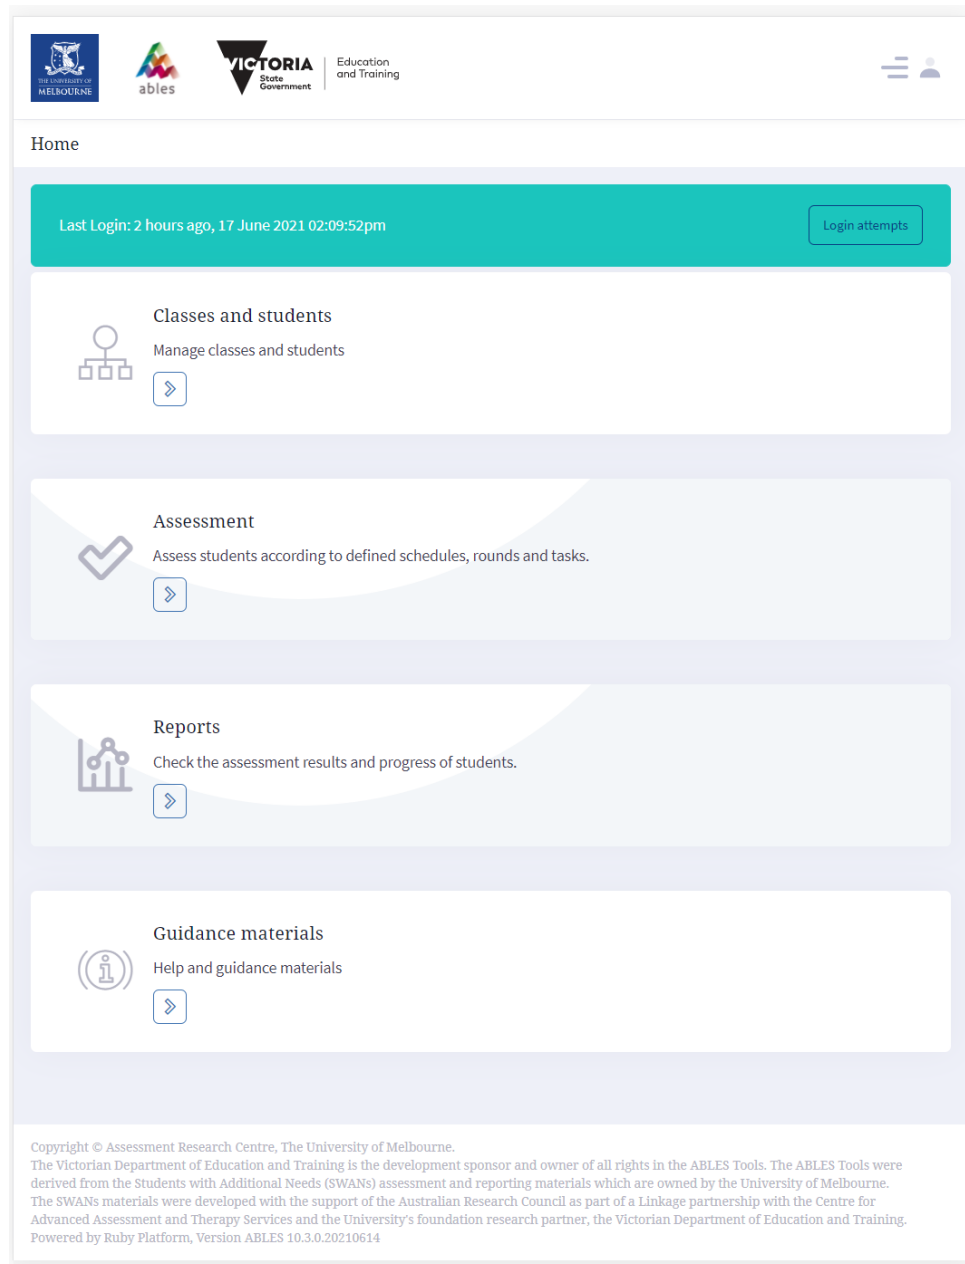 THE UNIVERSITY OF
MELBOURNE
ables
VICTORIA
State
Government
Education
and Training
Home
Last Login: 2 hours ago, 17 June 2021 02:09:52pm
Login attempts
Classes and students
Manage classes and students
Assessment
Assess students according to defined schedules, rounds and tasks.
Reports
Check the assessment results and progress of students.
Guidance materials
Help and guidance materials
Copyright © Assessment Research Centre, The University of Melbourne.
The Victorian Department of Education and Training is the development sponsor and owner of all rights in the ABLES Tools. The ABLES Tools were
derived from the Students with Additional Needs (SWANs) assessment and reporting materials which are owned by the University of Melbourne.
The SWANs materials were developed with the support of the Australian Research Council as part of a Linkage partnership with the Centre for
Advanced Assessment and Therapy Services and the University's foundation research partner, the Victorian Department of Education and Training.
Powered by Ruby Platform, Version ABLES 10.3.0.20210614